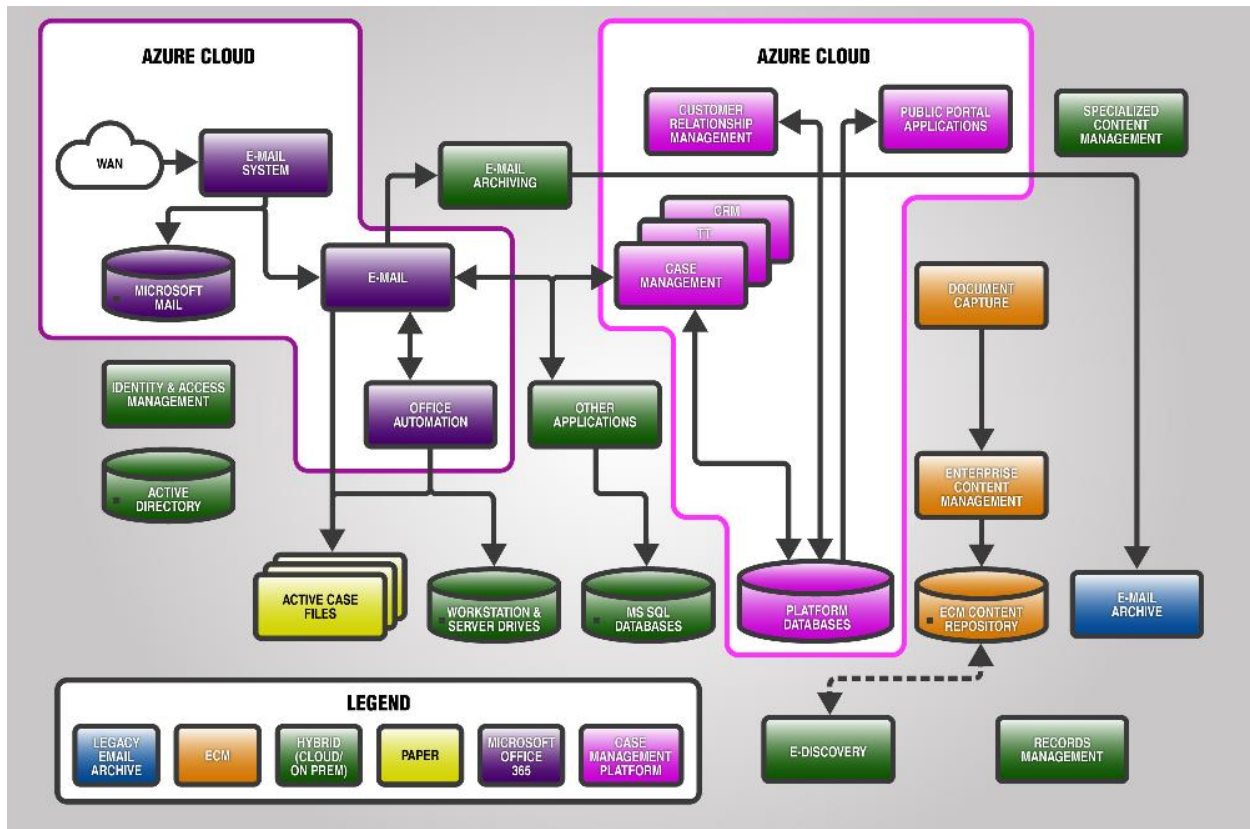 AZURE CLOUD
AZURE CLOUD
CUSTOMER
RELATIONSHIP
MANAGEMENT
PUBLIC PORTAL
APPLICATIONS
SPECIALIZED
CONTENT
MANAGEMENT
WAN
E-MAIL
SYSTEM
E-MAIL
ARCHIVING
CRM
TT
CASE
MANAGEMENT
E-MAIL
MICROSOFT
MAIL
DOCUMENT
CAPTURE
IDENTITY & ACCESS
MANAGEMENT
OFFICE
AUTOMATION
OTHER
APPLICATIONS
ACTIVE
DIRECTORY
ENTERPRISE
CONTENT
MANAGEMENT
ACTIVE CASE
FILES
WORKSTATION &
SERVER DRIVES
MS SQL
DATABASES
PLATFORM
DATABASES
ECM CONTENT
REPOSITORY
E-MAIL
ARCHIVE
LEGEND
LEGACY
EMAIL
ARCHIVE
ECM
HYBRID
(CLOUD/
ON PREM)
PAPER
MICROSOFT
OFFICE
365
CASE
MANAGEMENT
PLATFORM
E-DISCOVERY
RECORDS
MANAGEMENT